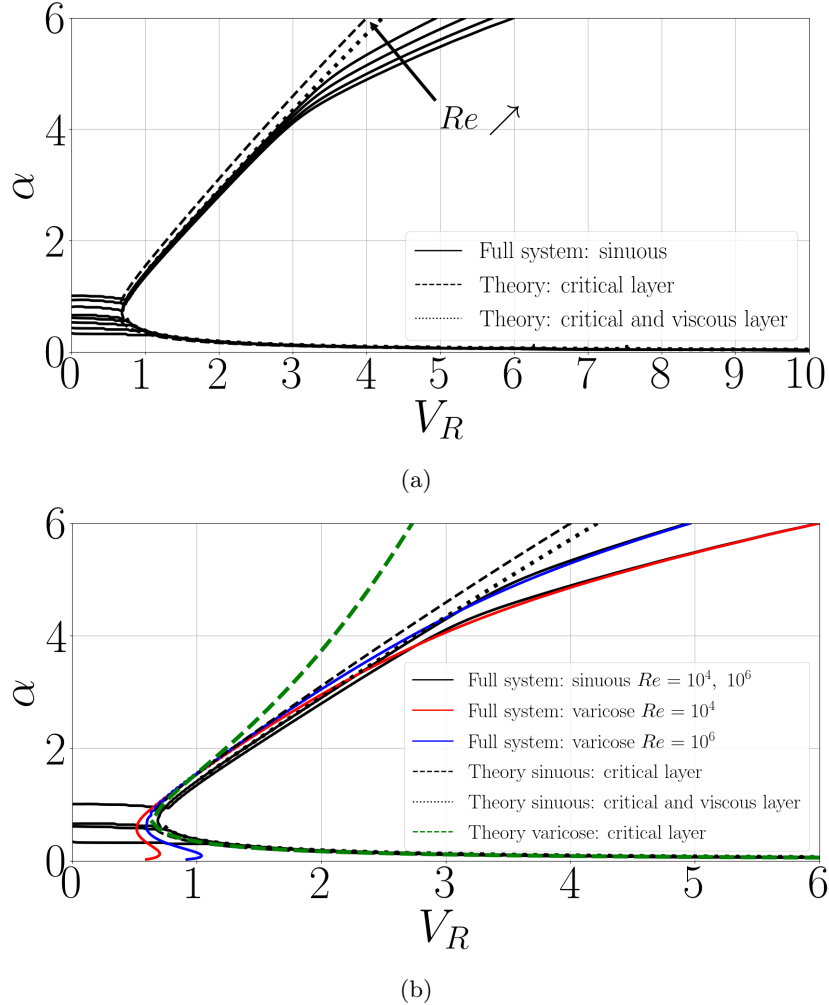 6
4
2
0
α
Re ↗
Full system: sinuous
Theory: critical layer
Theory: critical and viscous layer
0 1 2 3 4 5 6 7 8 9 10
V_R
(a)
6
4
2
0
α
Full system: sinuous Re = 10^4, 10^6
Full system: varicose Re = 10^4
Full system: varicose Re = 10^6
Theory sinuous: critical layer
Theory sinuous: critical and viscous layer
Theory varicose: critical layer
0 1 2 3 4 5 6
V_R
(b)